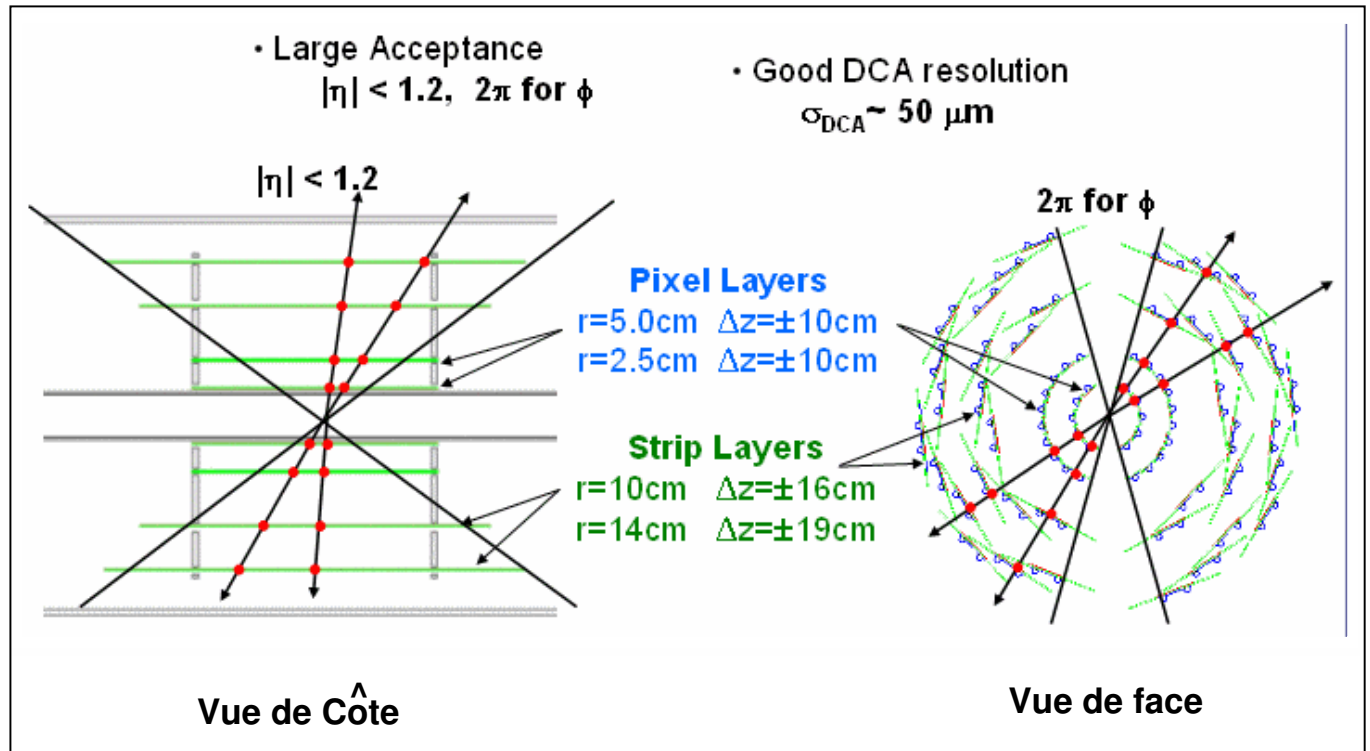 • Large Acceptance
|η| < 1.2, 2π for ϕ
• Good DCA resolution
σDCA~ 50 μm
|η| < 1.2
2π for ϕ
Pixel Layers
r=5.0cm Δz=±10cm
r=2.5cm Δz=±10cm
Strip Layers
r=10cm Δz=±16cm
r=14cm Δz=±19cm
Vue de Côte
Vue de face